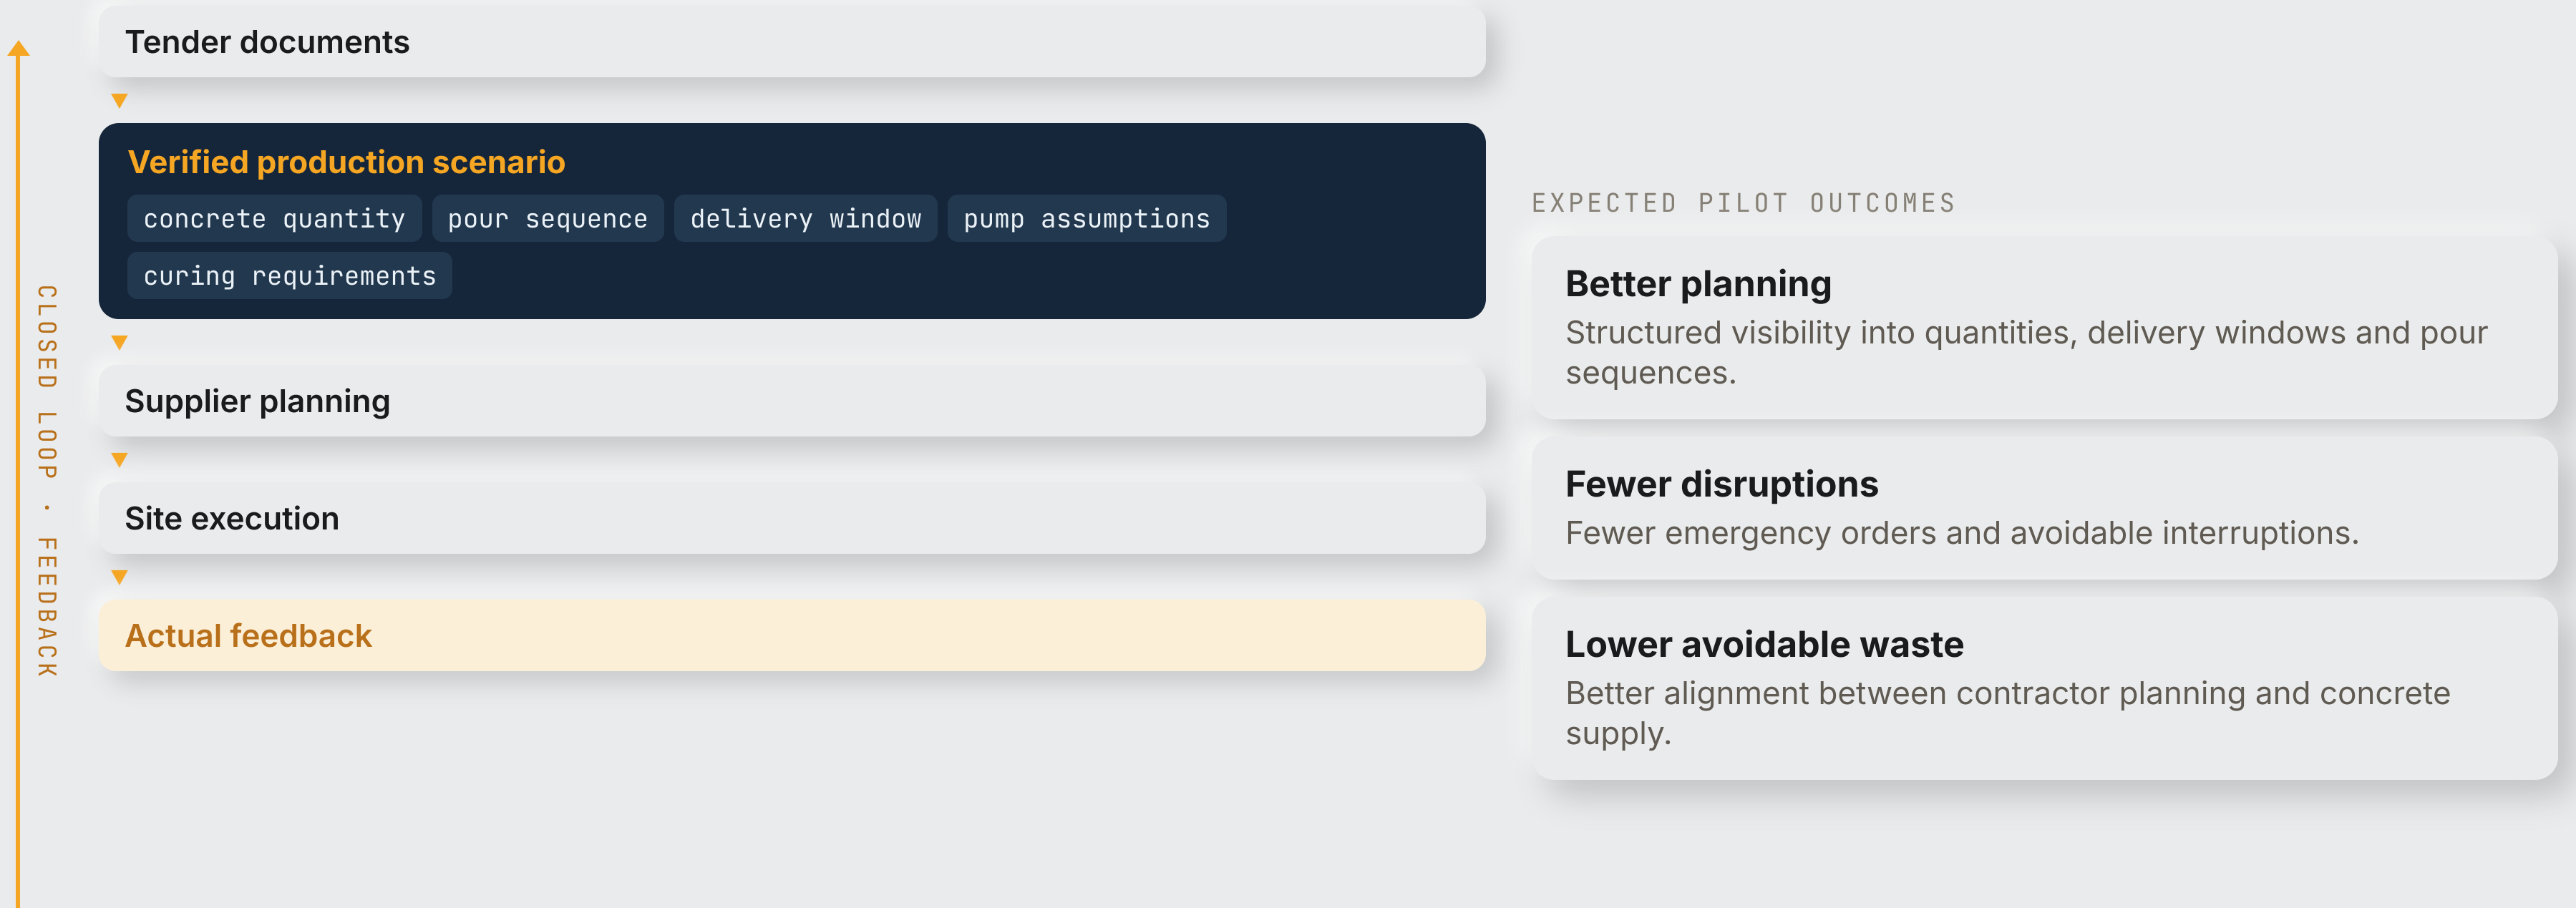 Tender documents
Verified production scenario
concrete quantity
pour sequence
delivery window
pump assumptions
curing requirements
Supplier planning
Site execution
Actual feedback
CLOSED LOOP · FEEDBACK
EXPECTED PILOT OUTCOMES
Better planning
Structured visibility into quantities, delivery windows and pour
sequences.
Fewer disruptions
Fewer emergency orders and avoidable interruptions.
Lower avoidable waste
Better alignment between contractor planning and concrete
supply.